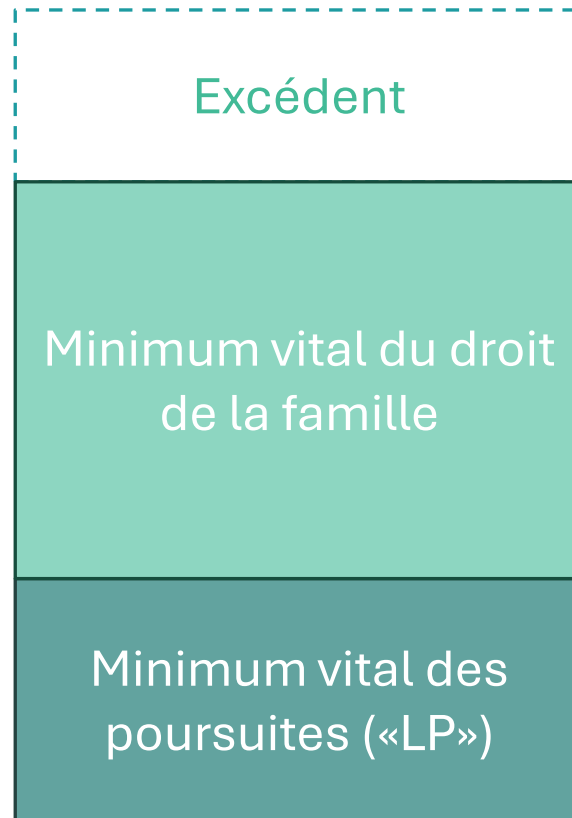 Excédent
Minimum vital du droit
de la famille
Minimum vital des
poursuites («LP»)